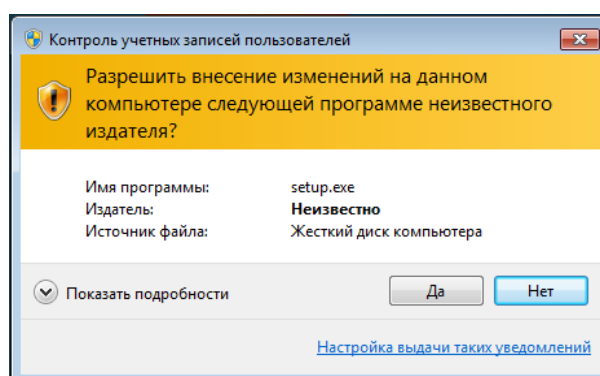 Контроль учетных записей пользователей
Разрешить внесение изменений на данном
компьютере следующей программе неизвестного
издателя?
Имя программы: setup.exe
Издатель: Неизвестно
Источник файла: Жесткий диск компьютера
Показать подробности Да Нет
Настройка выдачи таких уведомлений